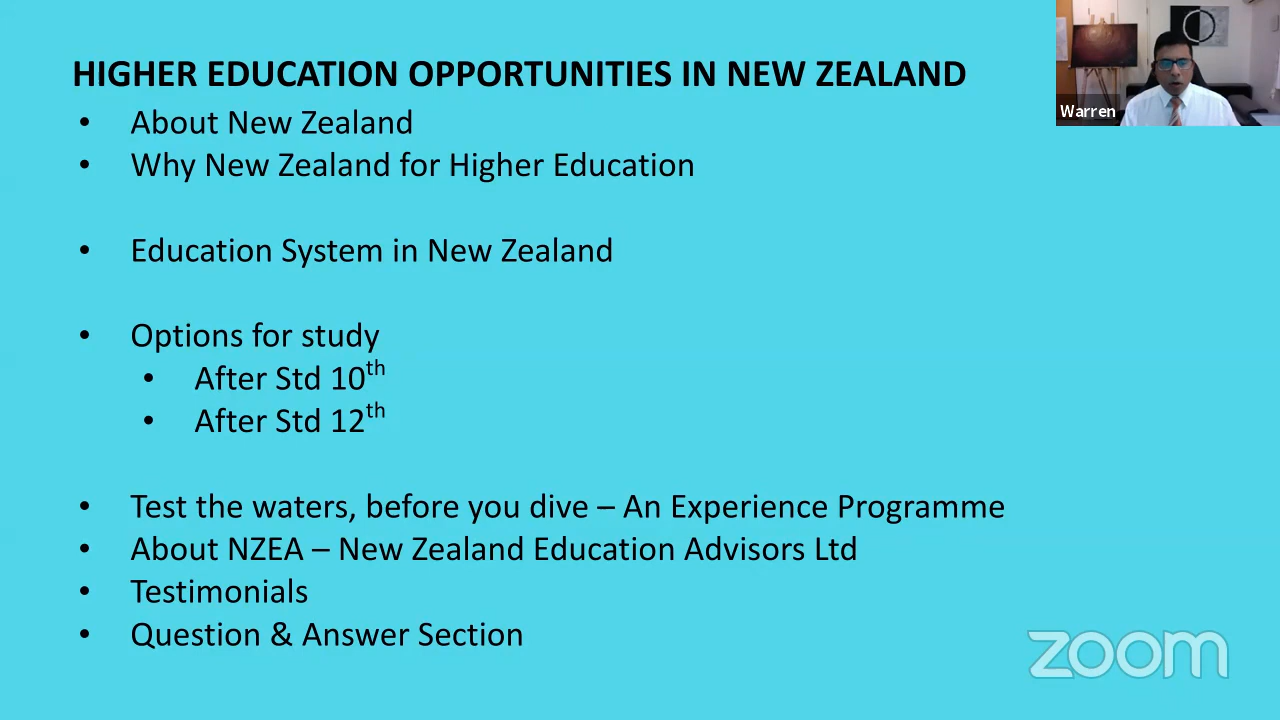 HIGHER EDUCATION OPPORTUNITIES IN NEW ZEALAND
• About New Zealand
• Why New Zealand for Higher Education
• Education System in New Zealand
• Options for study
• After Std 10th
• After Std 12th
• Test the waters, before you dive – An Experience Programme
• About NZEA – New Zealand Education Advisors Ltd
• Testimonials
• Question & Answer Section
Warren
zoom